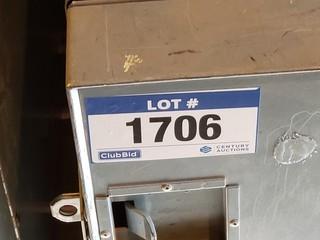 LOT #
1706
ClubBid
CENTURY
AUCTIONS